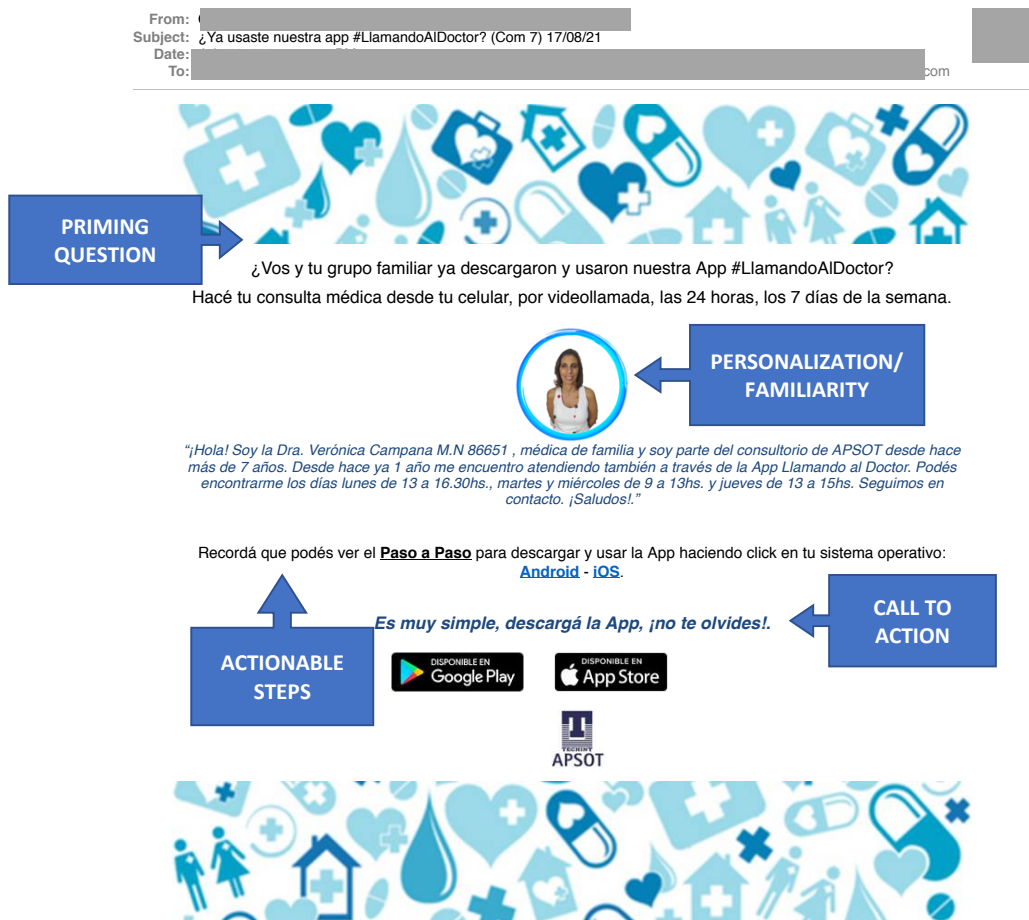 From:
Subject: ¿Ya usaste nuestra app #LlamandoAlDoctor? (Com 7) 17/08/21
Date:
To: com
PRIMING
QUESTION
¿Vos y tu grupo familiar ya descargaron y usaron nuestra App #LlamandoAlDoctor?
Hacé tu consulta médica desde tu celular, por videollamada, las 24 horas, los 7 días de la semana.
PERSONALIZATION/
FAMILIARITY
“¡Hola! Soy la Dra. Verónica Campana M.N 86651 , médica de familia y soy parte del consultorio de APSOT desde hace
más de 7 años. Desde hace ya 1 año me encuentro atendiendo también a través de la App Llamando al Doctor. Podés
encontrarme los días lunes de 13 a 16.30hs., martes y miércoles de 9 a 13hs. y jueves de 13 a 15hs. Seguimos en
contacto. ¡Saludos!.”
Recordá que podés ver el Paso a Paso para descargar y usar la App haciendo click en tu sistema operativo:
Android - iOS.
Es muy simple, descargá la App, ¡no te olvides!.
CALL TO
ACTION
ACTIONABLE
STEPS
DISPONIBLE EN
Google Play
DISPONIBLE EN
App Store
TECHINT
APSOT